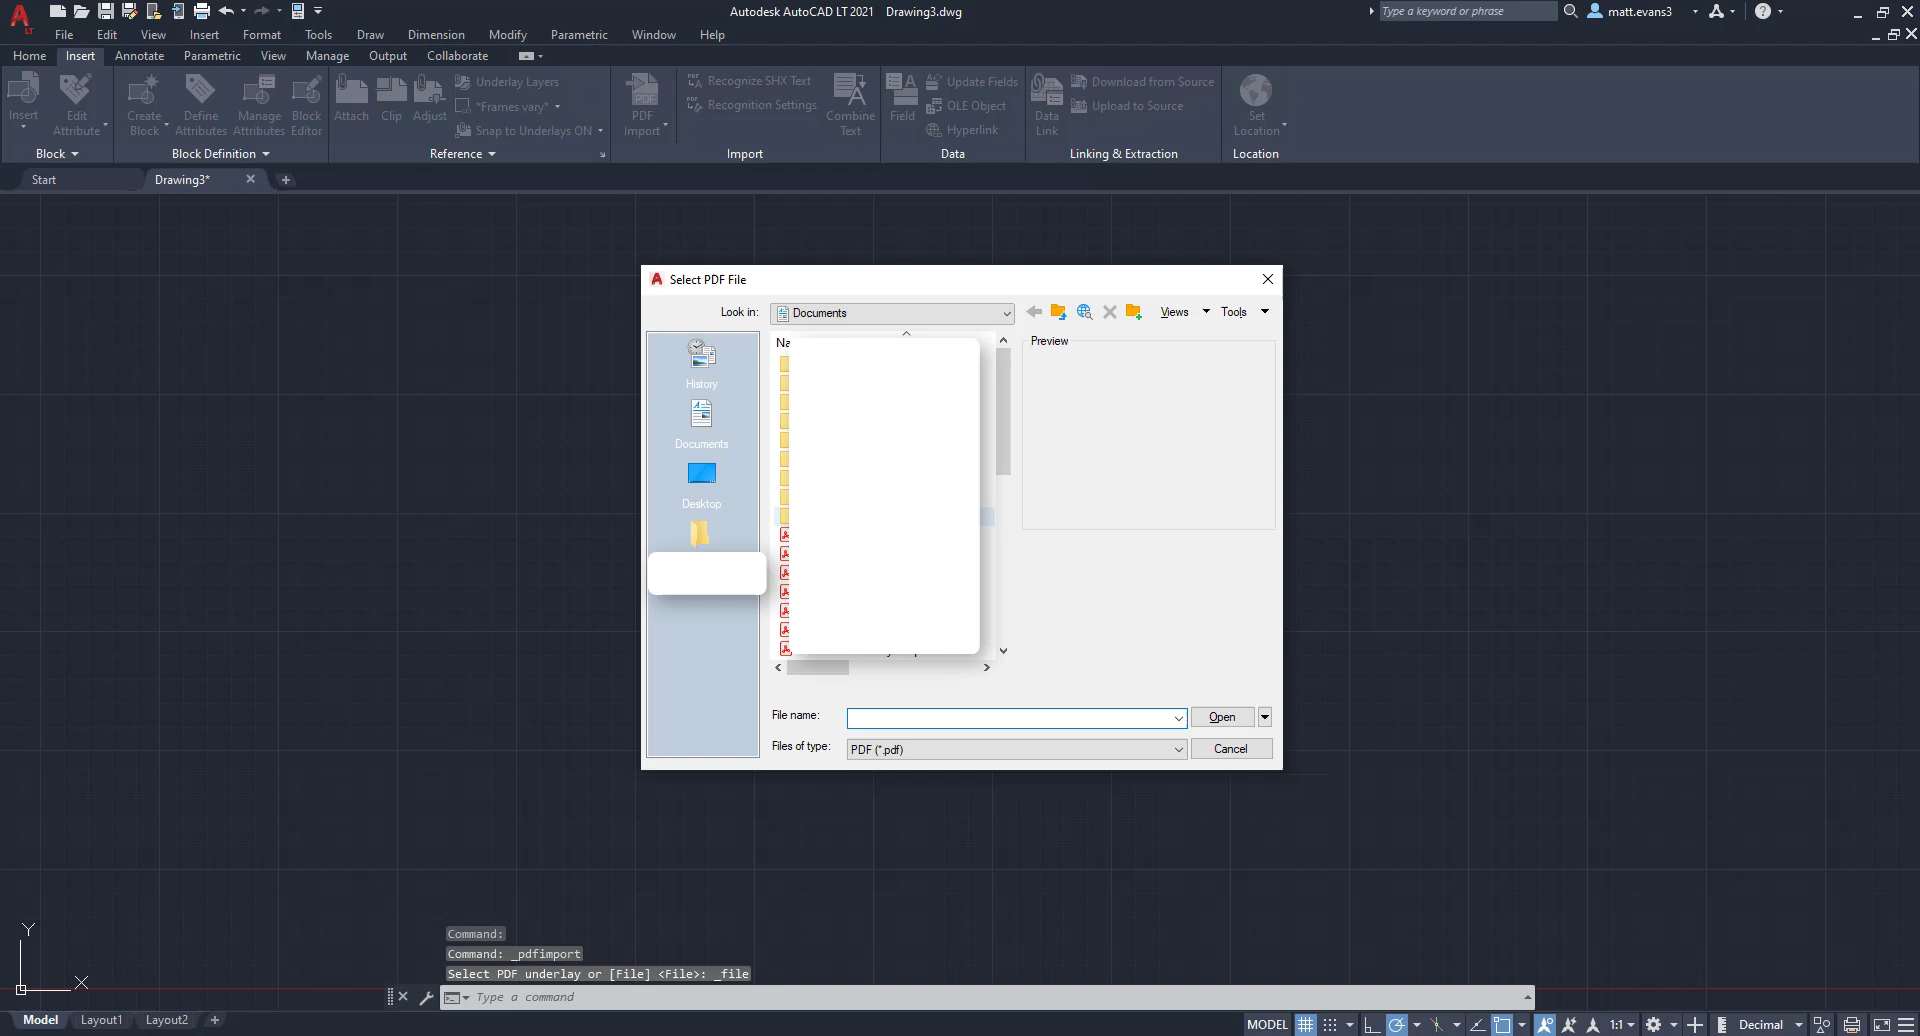 LT
Autodesk AutoCAD LT 2021 Drawing3.dwg
Type a keyword or phrase
matt.evans3
File Edit View Insert Format Tools Draw Dimension Modify Parametric Window Help
Home Insert Annotate Parametric View Manage Output Collaborate
Insert
Edit Attribute
Block
Create Block
Define Attributes
Manage Attributes
Block Editor
Block Definition
Attach
Clip
Adjust
Underlay Layers
*Frames vary*
Snap to Underlays ON
Reference
PDF
PDF Import
Recognize SHX Text
Recognition Settings
Combine Text
Import
Field
Update Fields
OLE Object
Hyperlink
Data
Data Link
Download from Source
Upload to Source
Linking & Extraction
Set Location
Location
Start
Drawing3*
Select PDF File
Look in:
Documents
Views
Tools
History
Documents
Desktop
Preview
File name:
Open
Files of type:
PDF (*.pdf)
Cancel
Y
X
Command:
Command: _pdfimport
Select PDF underlay or [File] <File>: _file
Type a command
Model
Layout1
Layout2
MODEL
1:1
Decimal